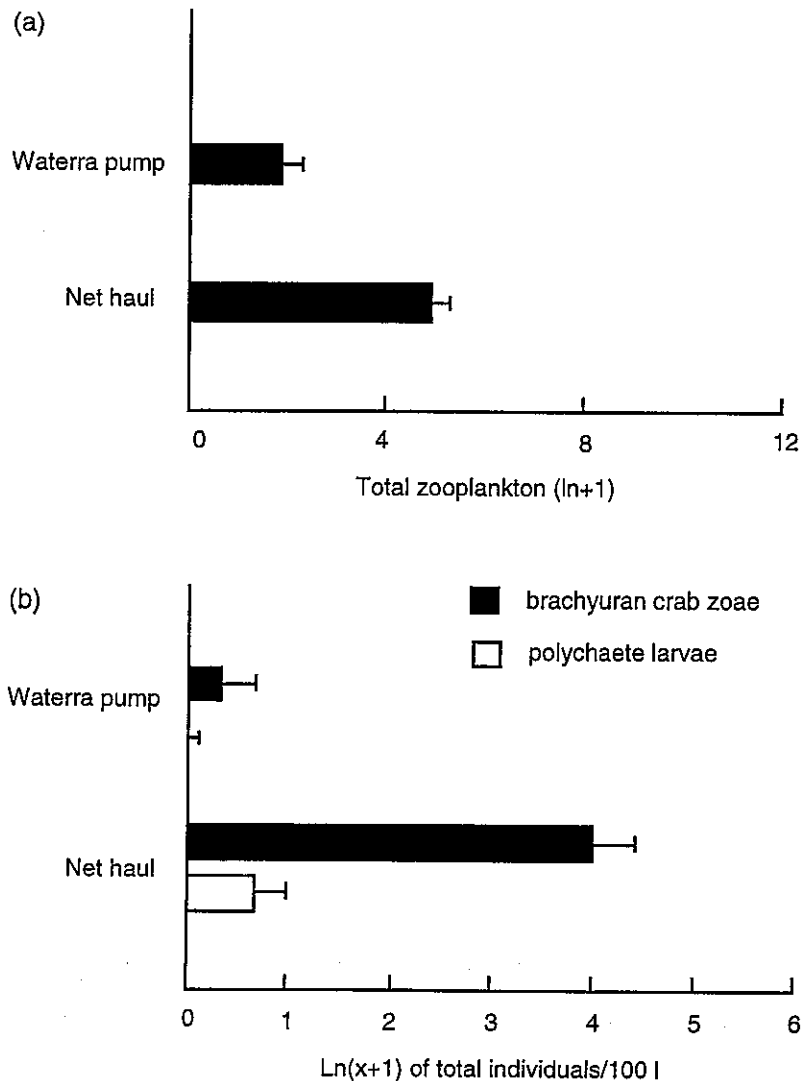 (a)
Waterra pump
Net haul
0 4 8 12
Total zooplankton (ln+1)
(b)
brachyuran crab zoae
polychaete larvae
Waterra pump
Net haul
0 1 2 3 4 5 6
Ln(x+1) of total individuals/100 l